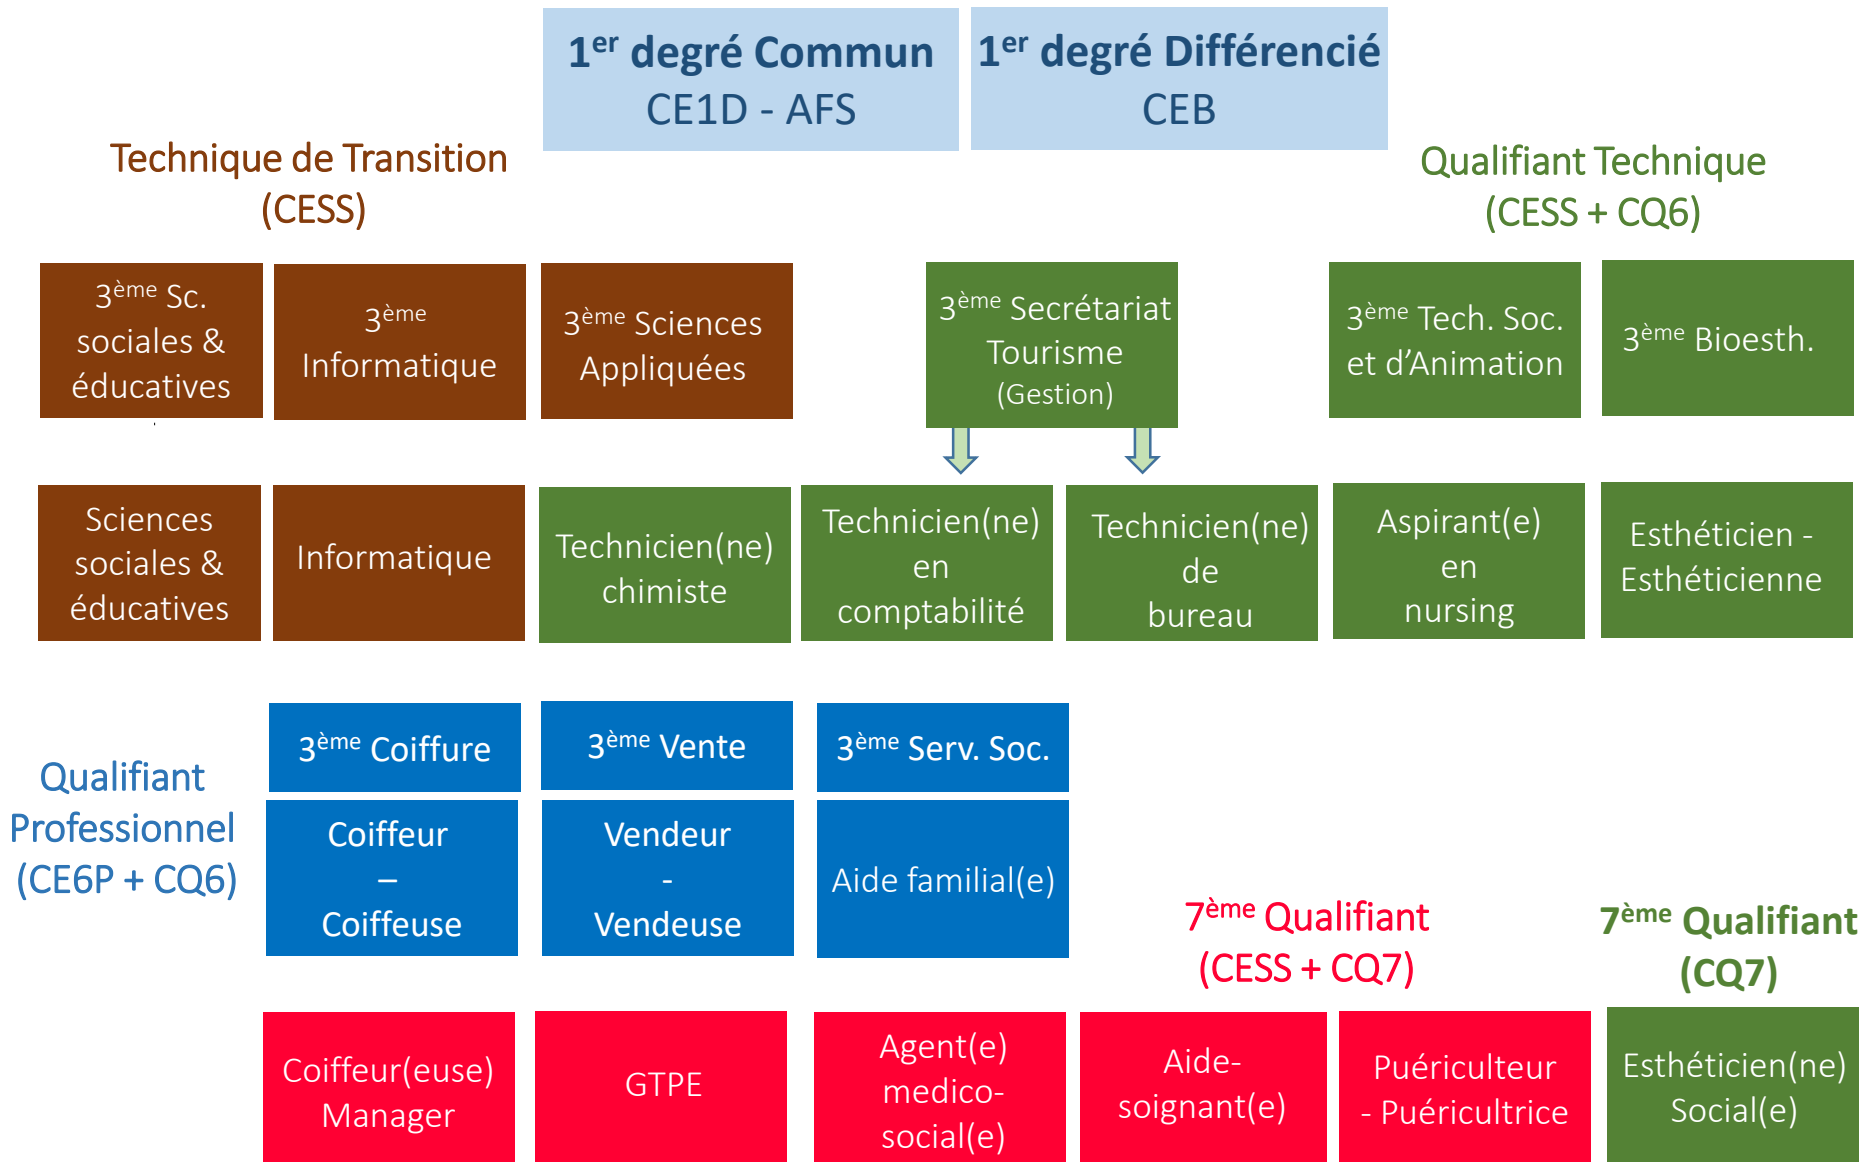 1er degré Commun
CE1D - AFS
1er degré Différencié
CEB
Technique de Transition
(CESS)
Qualifiant Technique
(CESS + CQ6)
3ème Sc.
sociales &
éducatives
3ème
Informatique
3ème Sciences
Appliquées
3ème Secrétariat
Tourisme
(Gestion)
3ème Tech. Soc.
et d’Animation
3ème Bioesth.
Sciences
sociales &
éducatives
Informatique
Technicien(ne)
chimiste
Technicien(ne)
en
comptabilité
Technicien(ne)
de
bureau
Aspirant(e)
en
nursing
Esthéticien -
Esthéticienne
Qualifiant
Professionnel
(CE6P + CQ6)
3ème Coiffure
3ème Vente
3ème Serv. Soc.
Coiffeur
–
Coiffeuse
Vendeur
-
Vendeuse
Aide familial(e)
7ème Qualifiant
(CESS + CQ7)
7ème Qualifiant
(CQ7)
Coiffeur(euse)
Manager
GTPE
Agent(e)
medico-
social(e)
Aide-
soignant(e)
Puériculteur
- Puéricultrice
Esthéticien(ne)
Social(e)